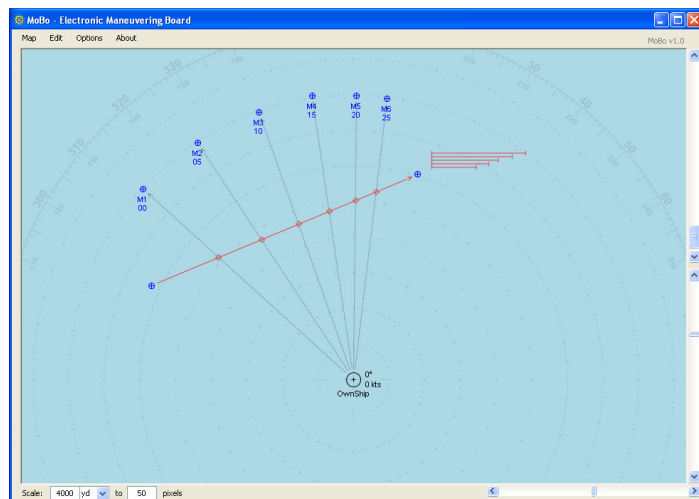 MoBo - Electronic Maneuvering Board
Map Edit Options About
MoBo v1.0
330
320
310
300
30
40
50
60
M1
00
M2
05
M3
10
M4
15
M5
20
M6
25
0°
0 kts
OwnShip
Scale: 4000 yd to 50 pixels